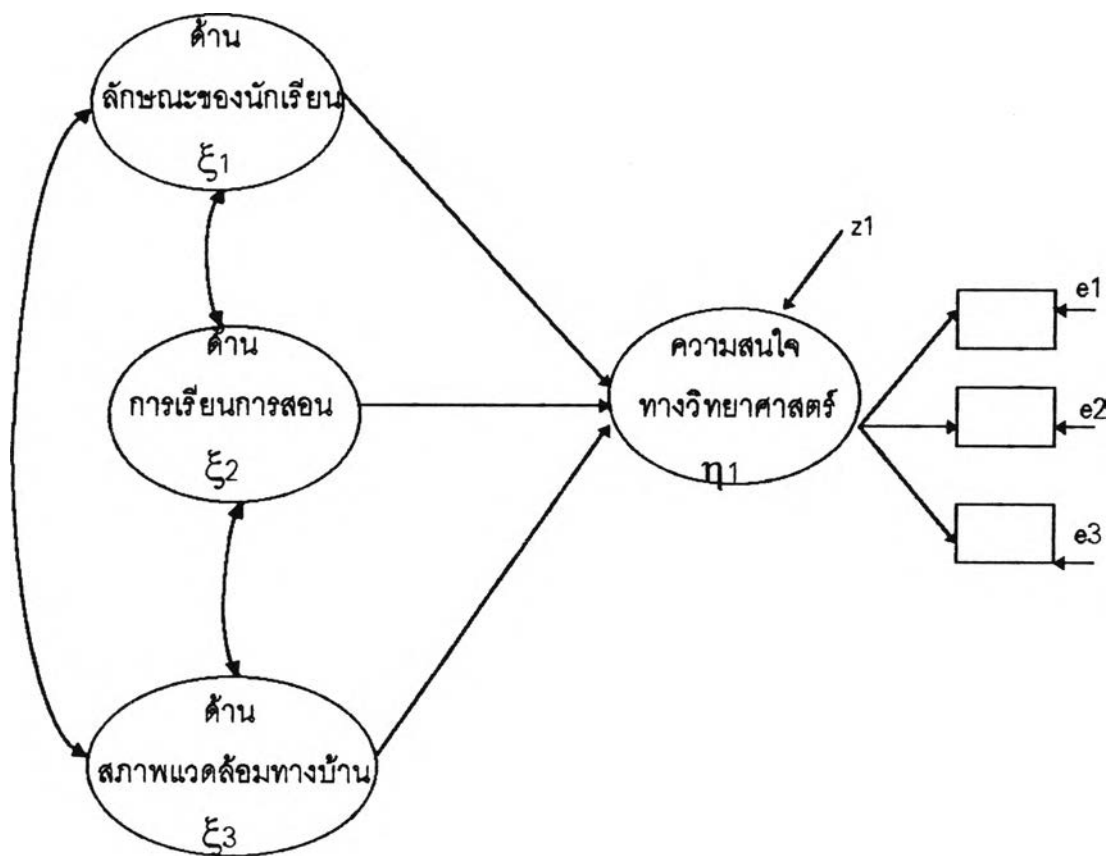 ด้าน
ลักษณะของนักเรียน
ξ1
z1
e1
ด้าน
การเรียนการสอน
ξ2
ความสนใจ
ทางวิทยาศาสตร์
η1
e2
e3
ด้าน
สภาพแวดล้อมทางบ้าน
ξ3